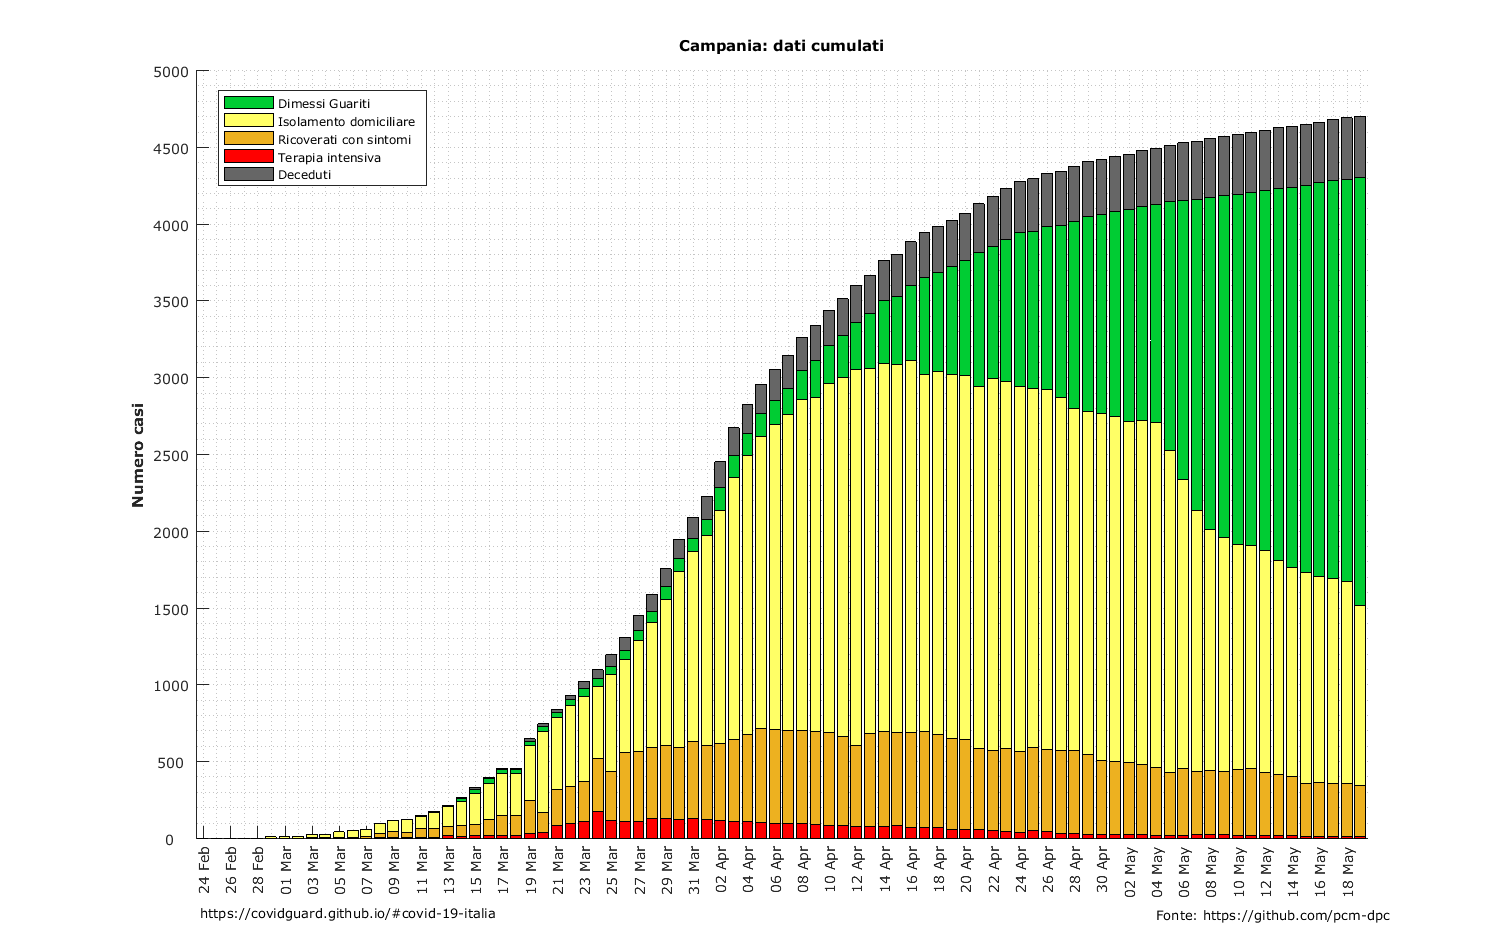 Campania: dati cumulati
5000
4500
4000
3500
3000
2500
2000
1500
1000
500
0
Numero casi
Dimessi Guariti
Isolamento domiciliare
Ricoverati con sintomi
Terapia intensiva
Deceduti
24 Feb
26 Feb
28 Feb
01 Mar
03 Mar
05 Mar
07 Mar
09 Mar
11 Mar
13 Mar
15 Mar
17 Mar
19 Mar
21 Mar
23 Mar
25 Mar
27 Mar
29 Mar
31 Mar
02 Apr
04 Apr
06 Apr
08 Apr
10 Apr
12 Apr
14 Apr
16 Apr
18 Apr
20 Apr
22 Apr
24 Apr
26 Apr
28 Apr
30 Apr
02 May
04 May
06 May
08 May
10 May
12 May
14 May
16 May
18 May
https://covidguard.github.io/#covid-19-italia
Fonte: https://github.com/pcm-dpc